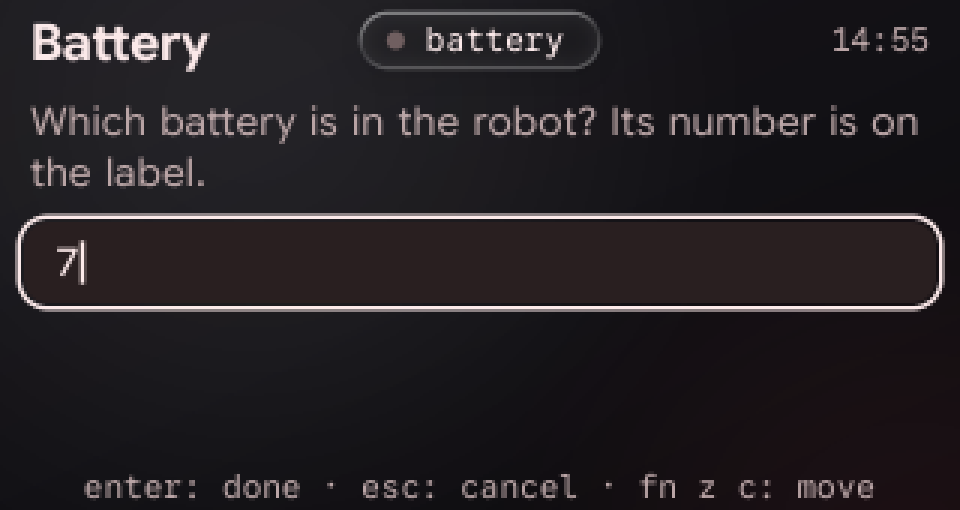 Battery
battery
14:55
Which battery is in the robot? Its number is on
the label.
7
enter: done · esc: cancel · fn z c: move